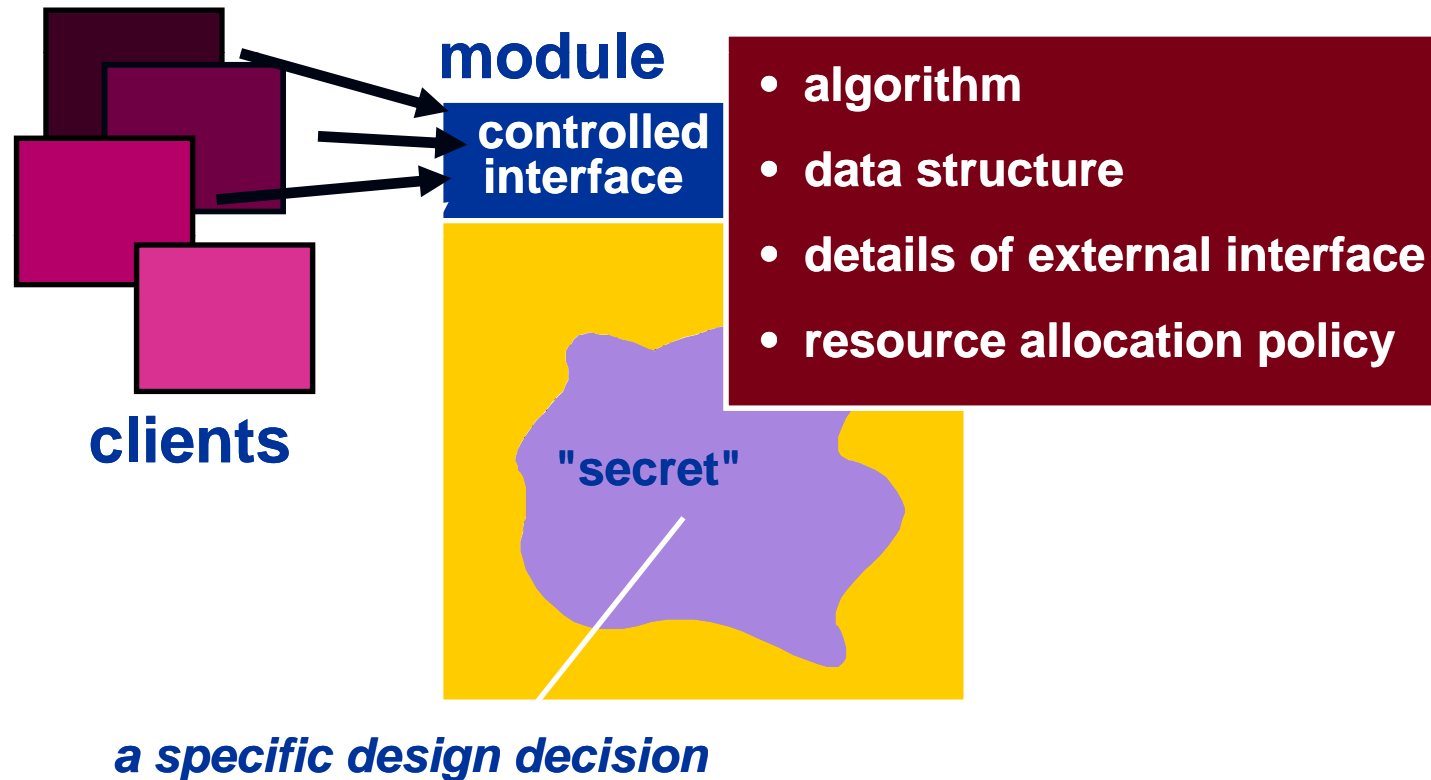 module
controlled
interface
• algorithm
• data structure
• details of external interface
• resource allocation policy
clients
"secret"
a specific design decision